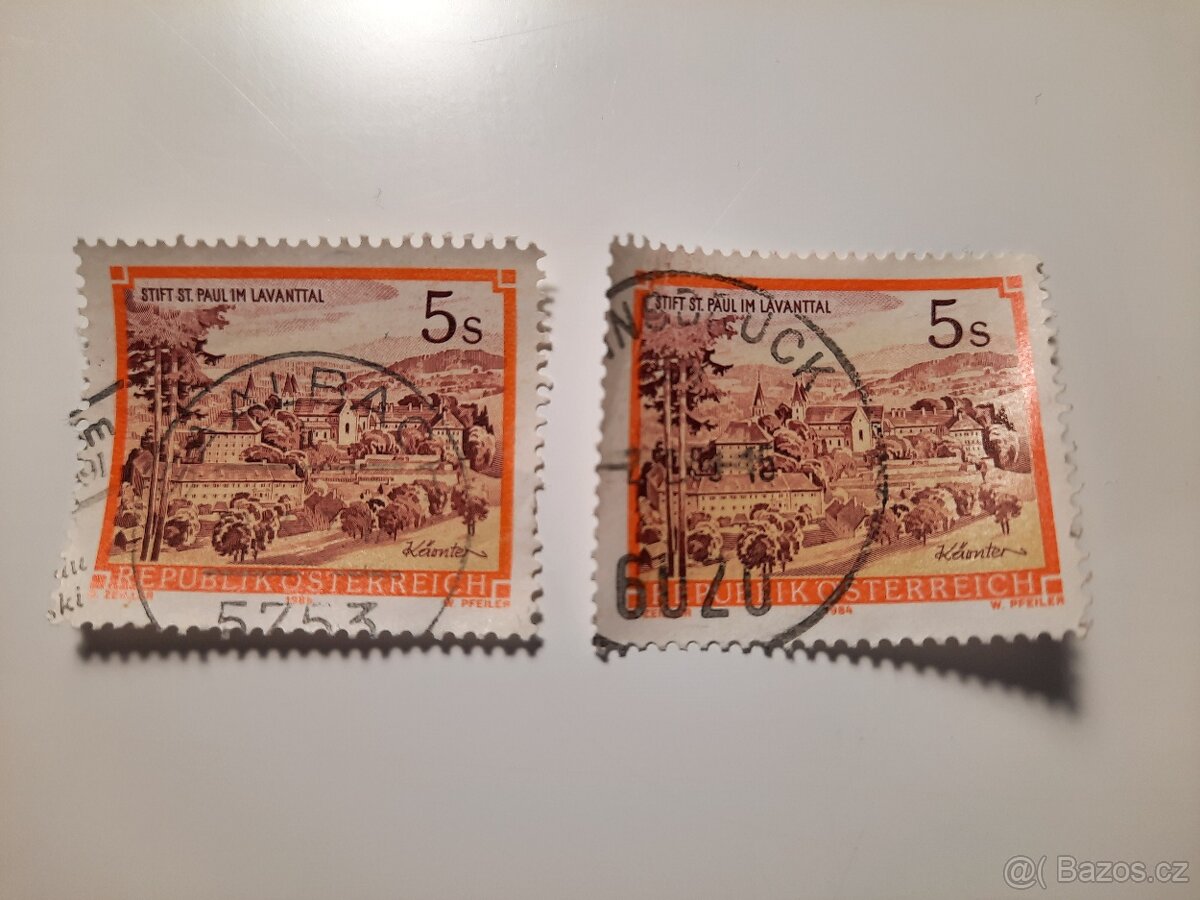 STIFT ST. PAUL IM LAVANTTAL
5s
Kärnten
REPUBLIK ÖSTERREICH
W. PFEILER
5753
ski
STIFT ST. PAUL IM LAVANTTAL
5s
Kärnten
REPUBLIK ÖSTERREICH
1984
W. PFEILER
6020
@( Bazos.cz